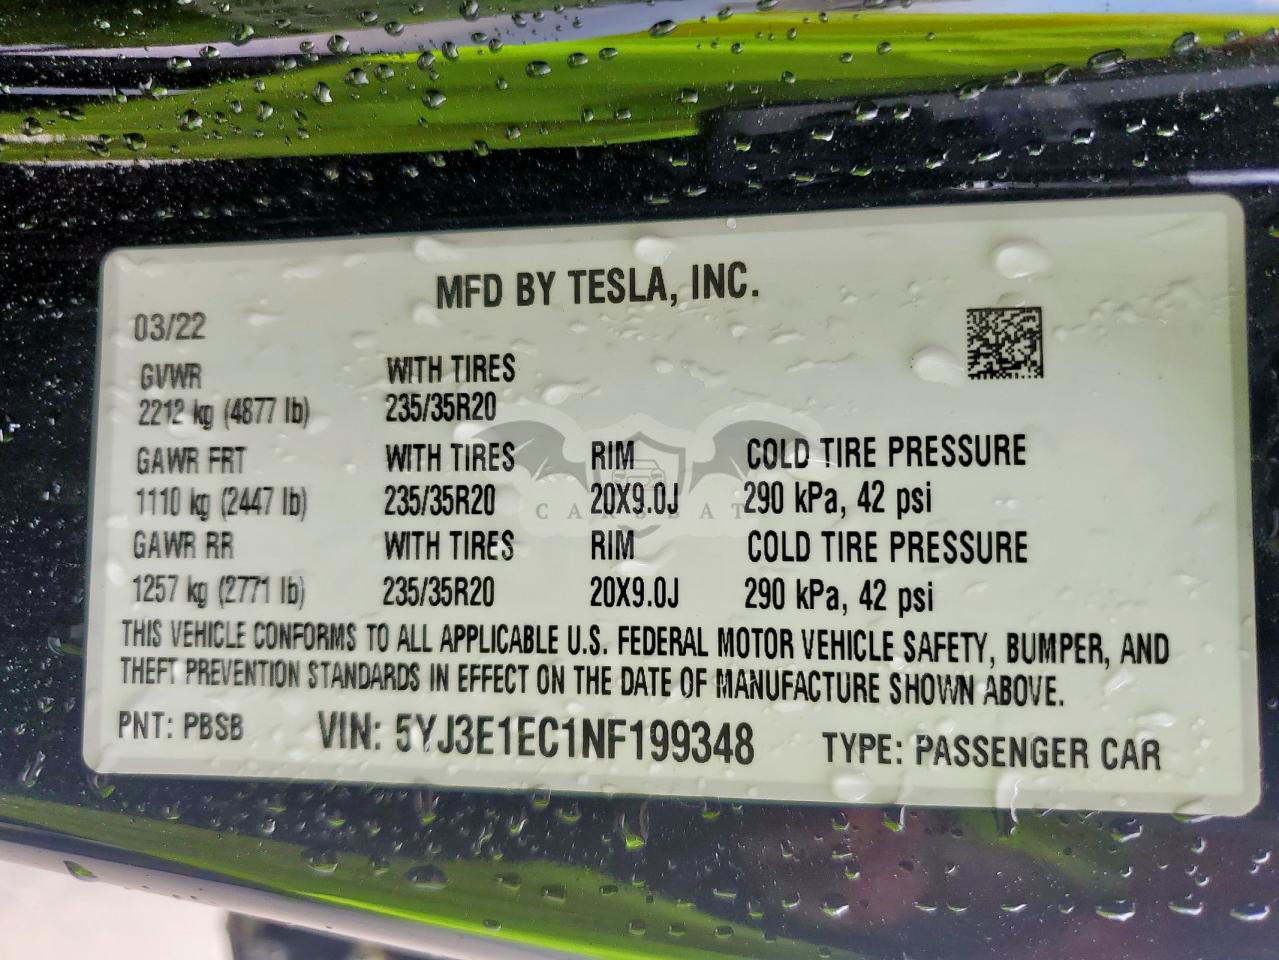 MFD BY TESLA, INC.
03/22
GVWR WITH TIRES
2212 kg (4877 lb) 235/35R20
GAWR FRT WITH TIRES RIM COLD TIRE PRESSURE
1110 kg (2447 lb) 235/35R20 20X9.0J 290 kPa, 42 psi
CARSBAT
GAWR RR WITH TIRES RIM COLD TIRE PRESSURE
1257 kg (2771 lb) 235/35R20 20X9.0J 290 kPa, 42 psi
THIS VEHICLE CONFORMS TO ALL APPLICABLE U.S. FEDERAL MOTOR VEHICLE SAFETY, BUMPER, AND
THEFT PREVENTION STANDARDS IN EFFECT ON THE DATE OF MANUFACTURE SHOWN ABOVE.
PNT: PBSB VIN: 5YJ3E1EC1NF199348 TYPE: PASSENGER CAR